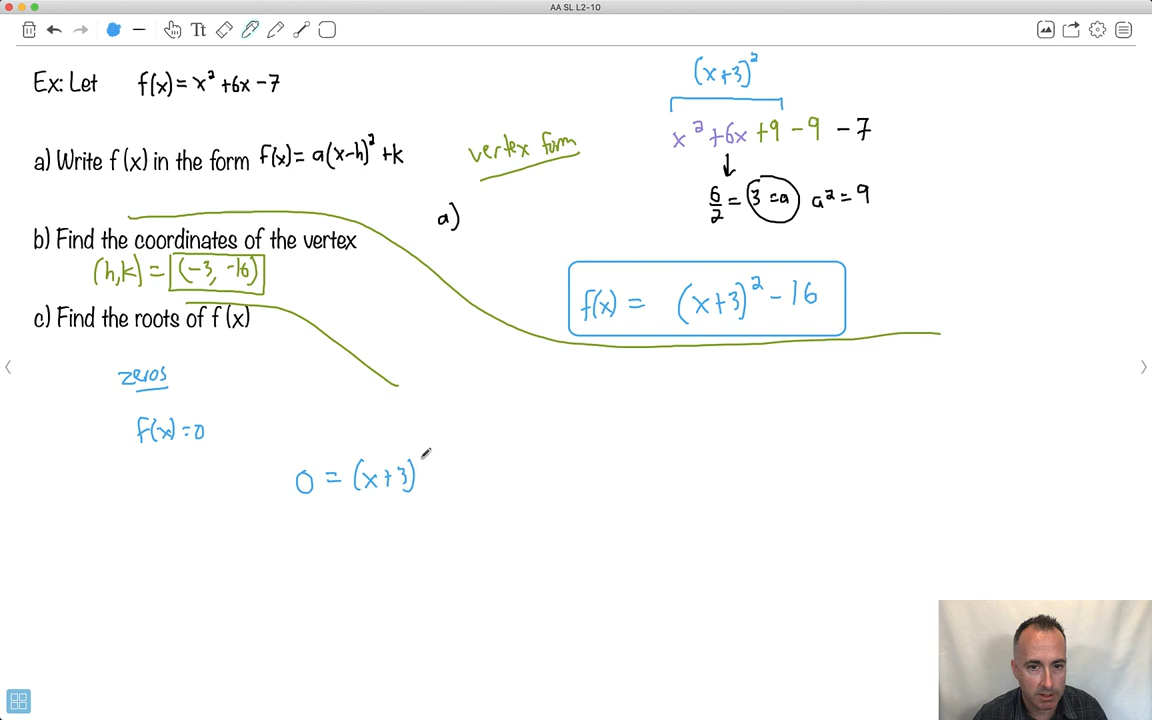 AA SL L2-10
Tt
Ex: Let f(x) = x² + 6x - 7
(x+3)²
x² + 6x + 9 - 9 - 7
a) Write f(x) in the form f(x) = a(x-h)² + k
vertex form
6/2 = 3 = a a² = 9
a)
b) Find the coordinates of the vertex
(h,k) = (-3, -16)
f(x) = (x+3)² - 16
c) Find the roots of f(x)
zeros
f(x) = 0
0 = (x+3)